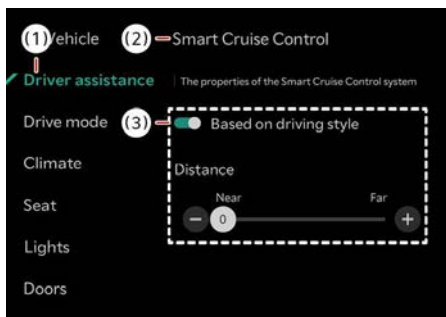 (1) Vehicle (2) Smart Cruise Control
Driver assistance The properties of the Smart Cruise Control system
Drive mode (3) Based on driving style
Climate
Distance
Seat
Near Far
− 0 +
Lights
Doors